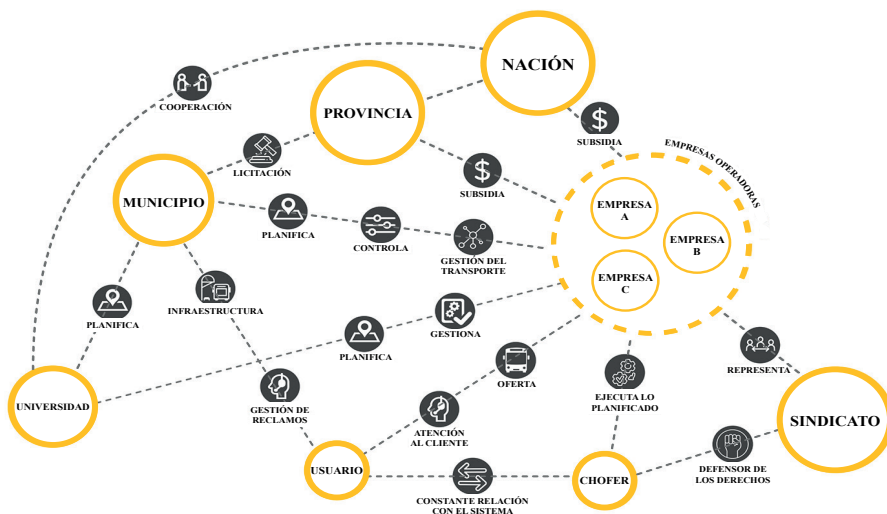 NACIÓN
COOPERACIÓN
PROVINCIA
$
SUBSIDIA
LICITACIÓN
$
SUBSIDIA
EMPRESAS OPERADORAS
MUNICIPIO
PLANIFICA
CONTROLA
GESTIÓN DEL
TRANSPORTE
EMPRESA
A
EMPRESA
B
EMPRESA
C
PLANIFICA
INFRAESTRUCTURA
PLANIFICA
GESTIONA
OFERTA
EJECUTA LO
PLANIFICADO
REPRESENTA
UNIVERSIDAD
GESTIÓN DE
RECLAMOS
ATENCIÓN
AL CLIENTE
SINDICATO
USUARIO
CONSTANTE RELACIÓN
CON EL SISTEMA
CHOFER
DEFENSOR DE
LOS DERECHOS